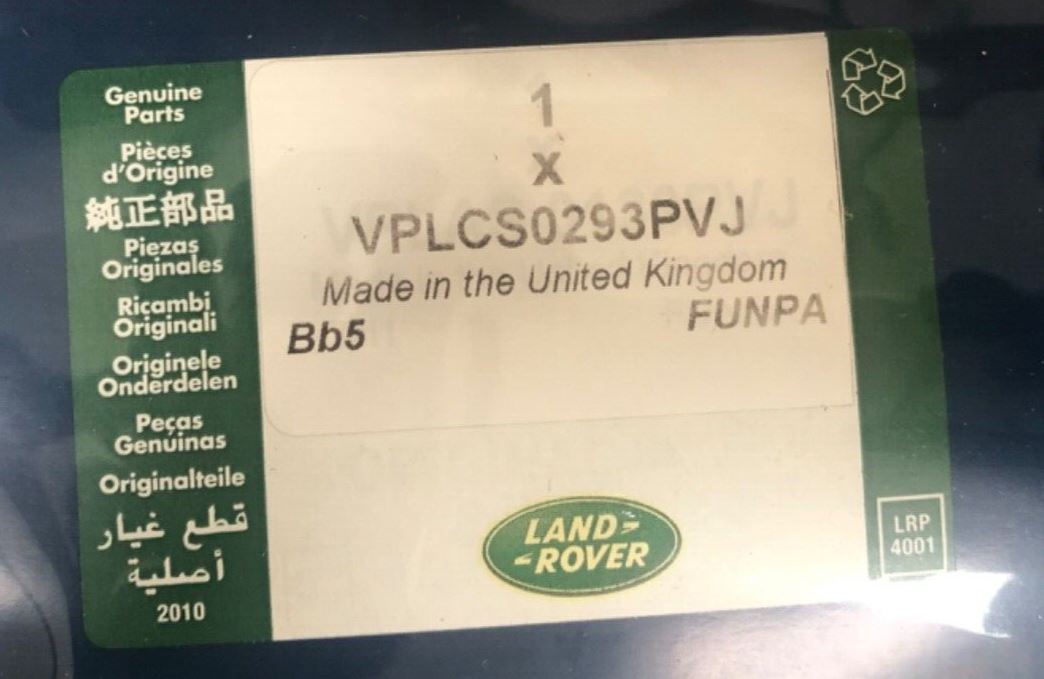 Genuine
Parts
Pièces
d'Origine
純正部品
Piezas
Originales
Ricambi
Originali
Originele
Onderdelen
Peças
Genuínas
Originalteile
قطع غيار
أصلية
2010
1
X
VPLCS0293PVJ
Made in the United Kingdom
Bb5 FUNPA
LAND-
-ROVER
LRP
4001